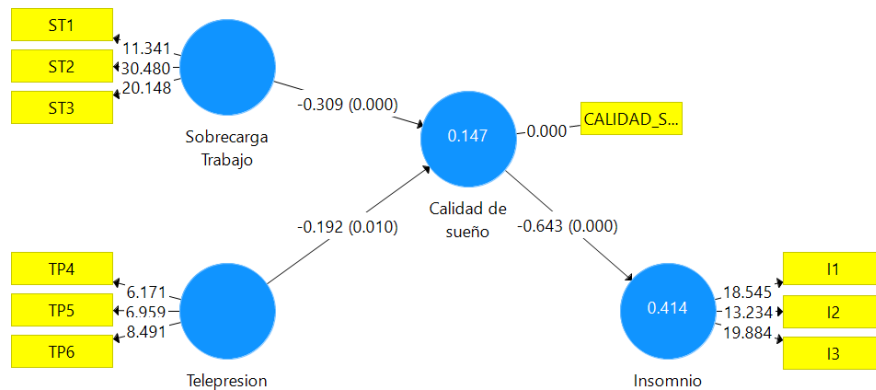 ST1
11.341
ST2
30.480
ST3
20.148
Sobrecarga
Trabajo
-0.309 (0.000)
0.147
0.000
CALIDAD_S...
Calidad de
sueño
-0.192 (0.010)
-0.643 (0.000)
TP4
6.171
TP5
6.959
TP6
8.491
Telepresion
0.414
Insomnio
18.545
I1
13.234
I2
19.884
I3